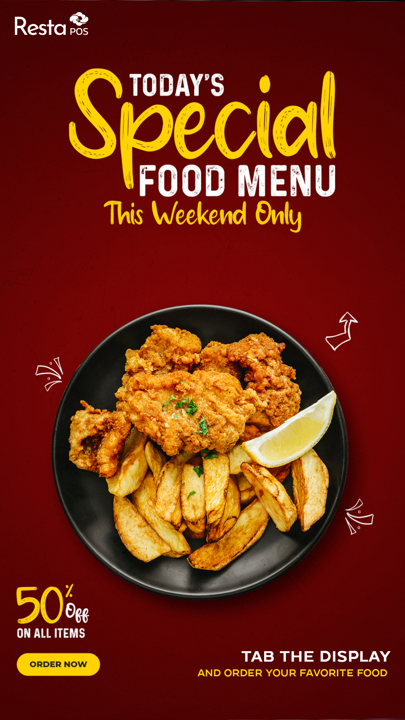 Resta
POS
TODAY'S
Special
FOOD MENU
This Weekend Only
50% Off
ON ALL ITEMS
ORDER NOW
TAB THE DISPLAY
AND ORDER YOUR FAVORITE FOOD